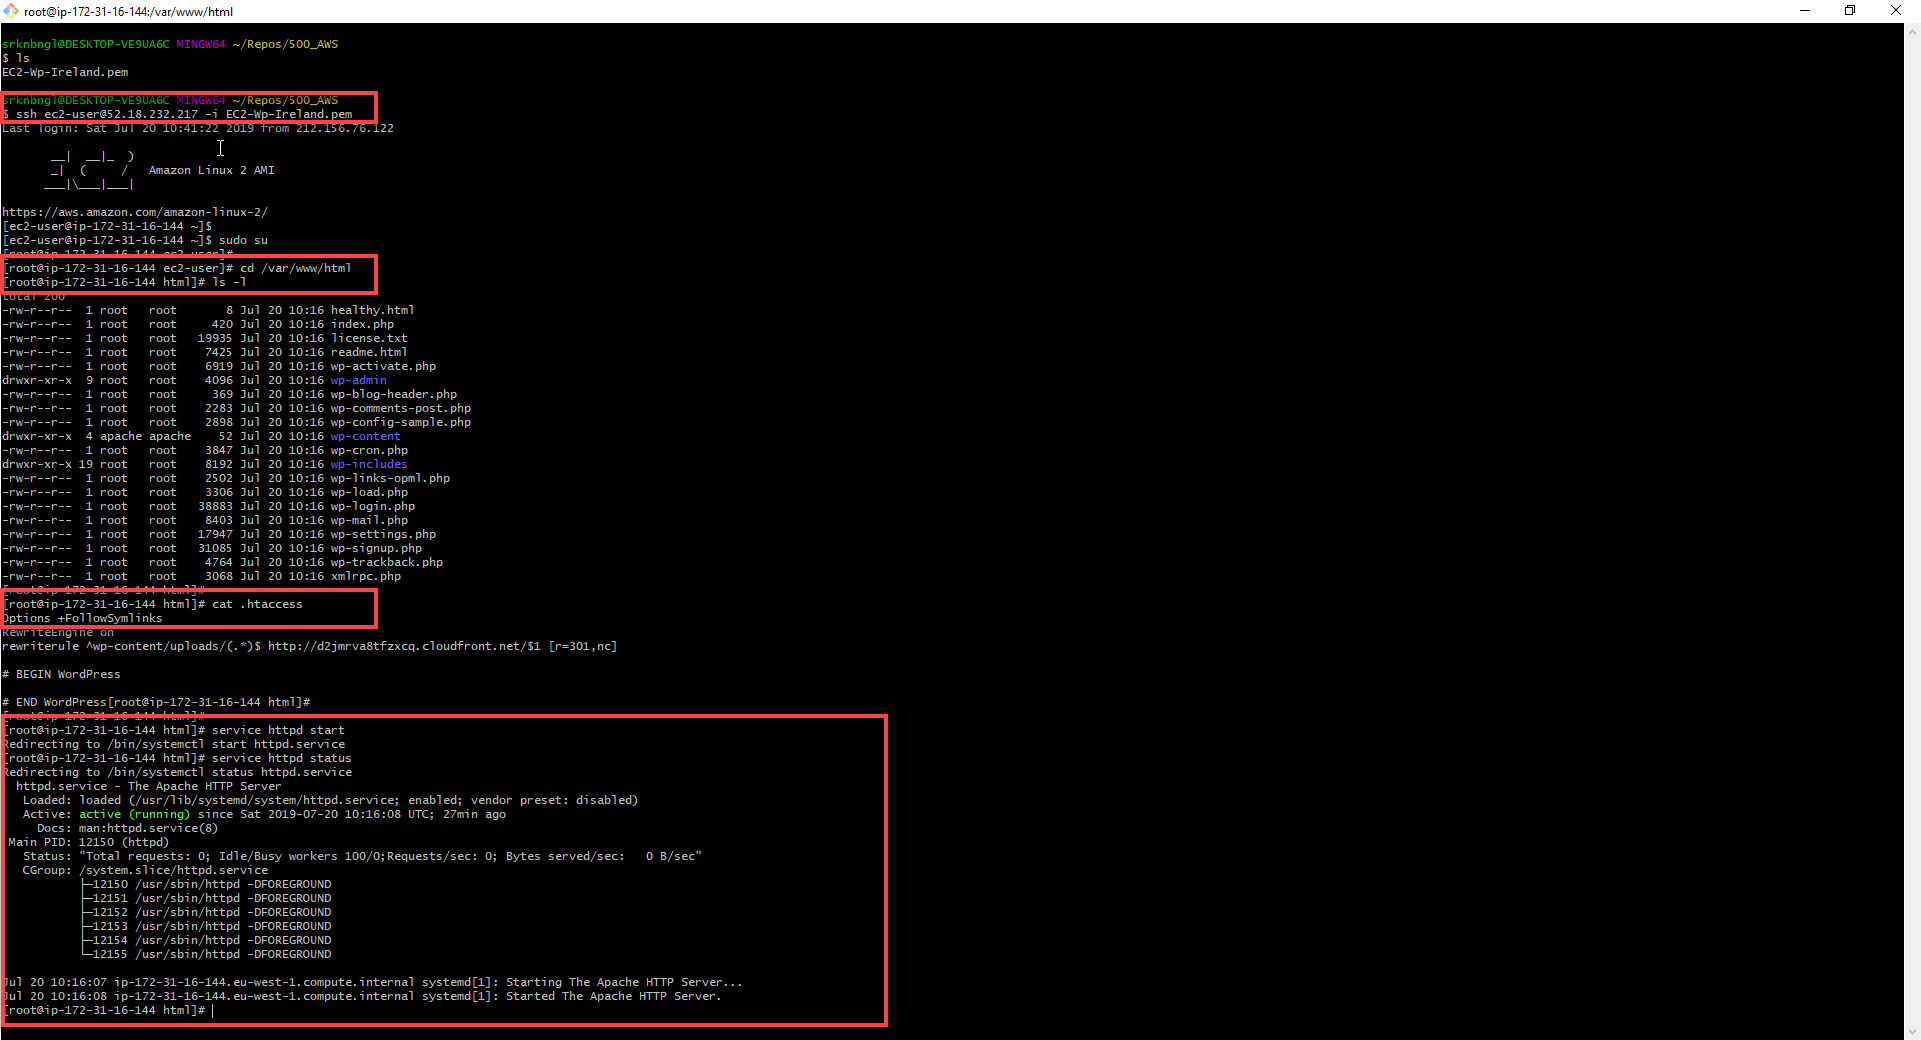 root@ip-172-31-16-144:/var/www/html
srknbngl@DESKTOP-VE9UA6C MINGW64 ~/Repos/500_AWS
$ ls
EC2-Wp-Ireland.pem
srknbngl@DESKTOP-VE9UA6C MINGW64 ~/Repos/500_AWS
$ ssh ec2-user@52.18.232.217 -i EC2-Wp-Ireland.pem
Last login: Sat Jul 20 10:41:22 2019 from 212.156.76.122
__|  __|_  )
_|  (     /   Amazon Linux 2 AMI
___|\___|___|
https://aws.amazon.com/amazon-linux-2/
[ec2-user@ip-172-31-16-144 ~]$
[ec2-user@ip-172-31-16-144 ~]$ sudo su
[root@ip-172-31-16-144 ec2-user]#
[root@ip-172-31-16-144 ec2-user]# cd /var/www/html
[root@ip-172-31-16-144 html]# ls -l
total 200
-rw-r--r--  1 root   root       8 Jul 20 10:16 healthy.html
-rw-r--r--  1 root   root     420 Jul 20 10:16 index.php
-rw-r--r--  1 root   root   19935 Jul 20 10:16 license.txt
-rw-r--r--  1 root   root    7425 Jul 20 10:16 readme.html
-rw-r--r--  1 root   root    6919 Jul 20 10:16 wp-activate.php
drwxr-xr-x  9 root   root    4096 Jul 20 10:16 wp-admin
-rw-r--r--  1 root   root     369 Jul 20 10:16 wp-blog-header.php
-rw-r--r--  1 root   root    2283 Jul 20 10:16 wp-comments-post.php
-rw-r--r--  1 root   root    2898 Jul 20 10:16 wp-config-sample.php
drwxr-xr-x  4 apache apache    52 Jul 20 10:16 wp-content
-rw-r--r--  1 root   root    3847 Jul 20 10:16 wp-cron.php
drwxr-xr-x 19 root   root    8192 Jul 20 10:16 wp-includes
-rw-r--r--  1 root   root    2502 Jul 20 10:16 wp-links-opml.php
-rw-r--r--  1 root   root    3306 Jul 20 10:16 wp-load.php
-rw-r--r--  1 root   root   38883 Jul 20 10:16 wp-login.php
-rw-r--r--  1 root   root    8403 Jul 20 10:16 wp-mail.php
-rw-r--r--  1 root   root   17947 Jul 20 10:16 wp-settings.php
-rw-r--r--  1 root   root   31085 Jul 20 10:16 wp-signup.php
-rw-r--r--  1 root   root    4764 Jul 20 10:16 wp-trackback.php
-rw-r--r--  1 root   root    3068 Jul 20 10:16 xmlrpc.php
[root@ip-172-31-16-144 html]#
[root@ip-172-31-16-144 html]# cat .htaccess
Options +FollowSymlinks
RewriteEngine on
rewriterule ^wp-content/uploads/(.*)$ http://d2jmrva8tfzxcq.cloudfront.net/$1 [r=301,nc]
# BEGIN WordPress
# END WordPress[root@ip-172-31-16-144 html]#
[root@ip-172-31-16-144 html]#
[root@ip-172-31-16-144 html]# service httpd start
Redirecting to /bin/systemctl start httpd.service
[root@ip-172-31-16-144 html]# service httpd status
Redirecting to /bin/systemctl status httpd.service
httpd.service - The Apache HTTP Server
Loaded: loaded (/usr/lib/systemd/system/httpd.service; enabled; vendor preset: disabled)
Active: active (running) since Sat 2019-07-20 10:16:08 UTC; 27min ago
Docs: man:httpd.service(8)
Main PID: 12150 (httpd)
Status: "Total requests: 0; Idle/Busy workers 100/0;Requests/sec: 0; Bytes served/sec:   0 B/sec"
CGroup: /system.slice/httpd.service
├─12150 /usr/sbin/httpd -DFOREGROUND
├─12151 /usr/sbin/httpd -DFOREGROUND
├─12152 /usr/sbin/httpd -DFOREGROUND
├─12153 /usr/sbin/httpd -DFOREGROUND
├─12154 /usr/sbin/httpd -DFOREGROUND
└─12155 /usr/sbin/httpd -DFOREGROUND
Jul 20 10:16:07 ip-172-31-16-144.eu-west-1.compute.internal systemd[1]: Starting The Apache HTTP Server...
Jul 20 10:16:08 ip-172-31-16-144.eu-west-1.compute.internal systemd[1]: Started The Apache HTTP Server.
[root@ip-172-31-16-144 html]#